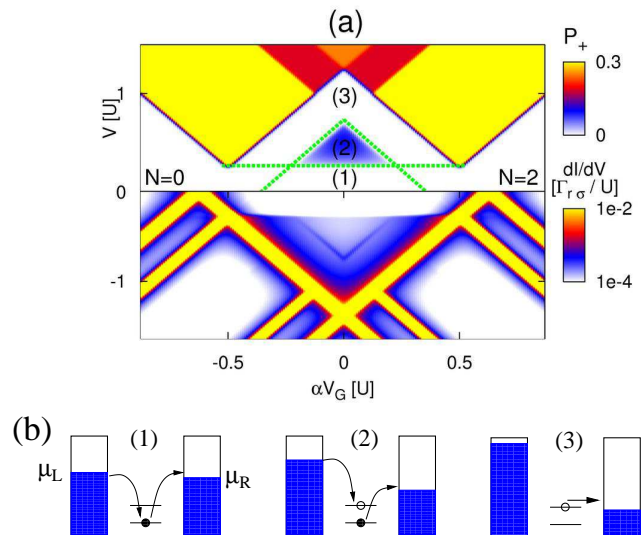 (a)
P+
0.3
0
V [U]
1
0
-1
(3)
(2)
(1)
N=0
N=2
dI/dV
[Γrσ/U]
1e-2
1e-4
-0.5
0
0.5
αVG [U]
(b)
(1)
(2)
(3)
μL
μR